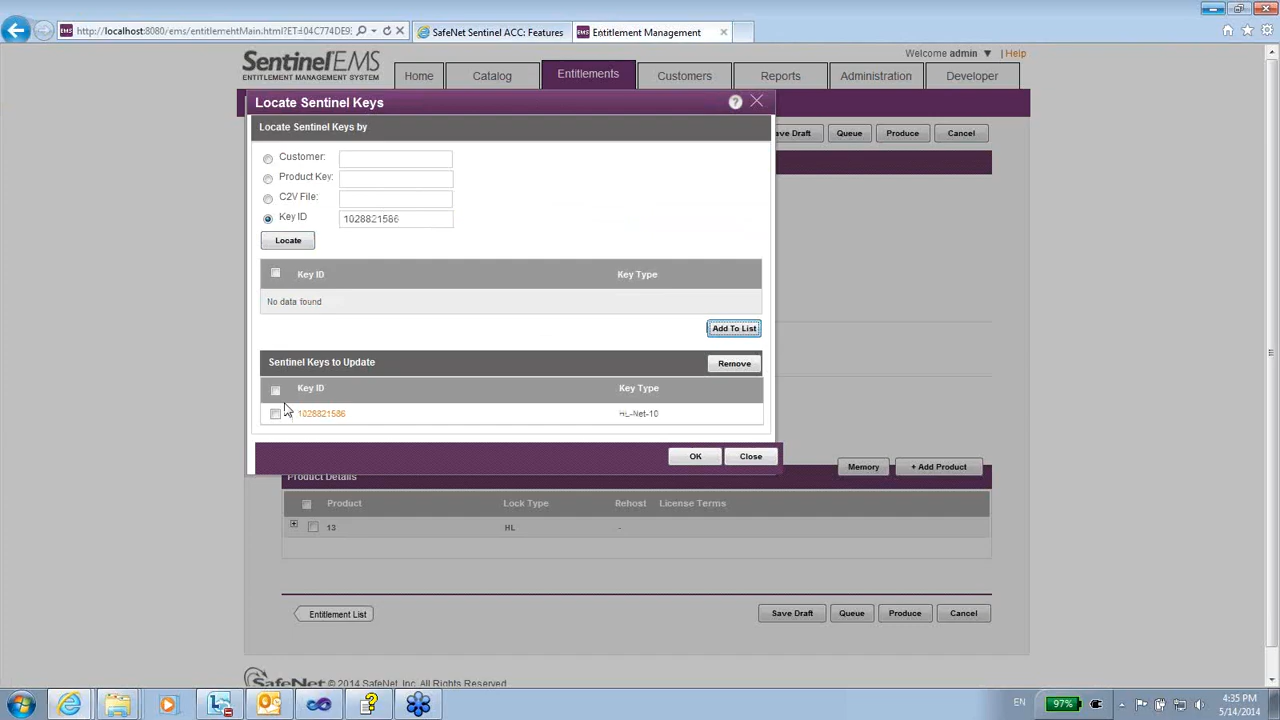 http://localhost:8080/ems/entitlementMain.html?ET=04C774DE9
SafeNet Sentinel ACC: Features
EMS Entitlement Management
SentinelEMS
ENTITLEMENT MANAGEMENT SYSTEM
Welcome admin ▼ | Help
Home
Catalog
Entitlements
Customers
Reports
Administration
Developer
Locate Sentinel Keys
Locate Sentinel Keys by
ave Draft
Queue
Produce
Cancel
Customer:
Product Key:
C2V File:
Key ID 1028821586
Locate
Key ID Key Type
No data found
Add To List
Sentinel Keys to Update
Remove
Key ID Key Type
1028821586 HL-Net-10
OK
Close
Memory
+ Add Product
Product Details
Product Lock Type Rehost License Terms
13 HL -
Entitlement List
Save Draft
Queue
Produce
Cancel
SafeNet © 2014 SafeNet, Inc. All Rights Reserved
EN
97%
4:35 PM
5/14/2014